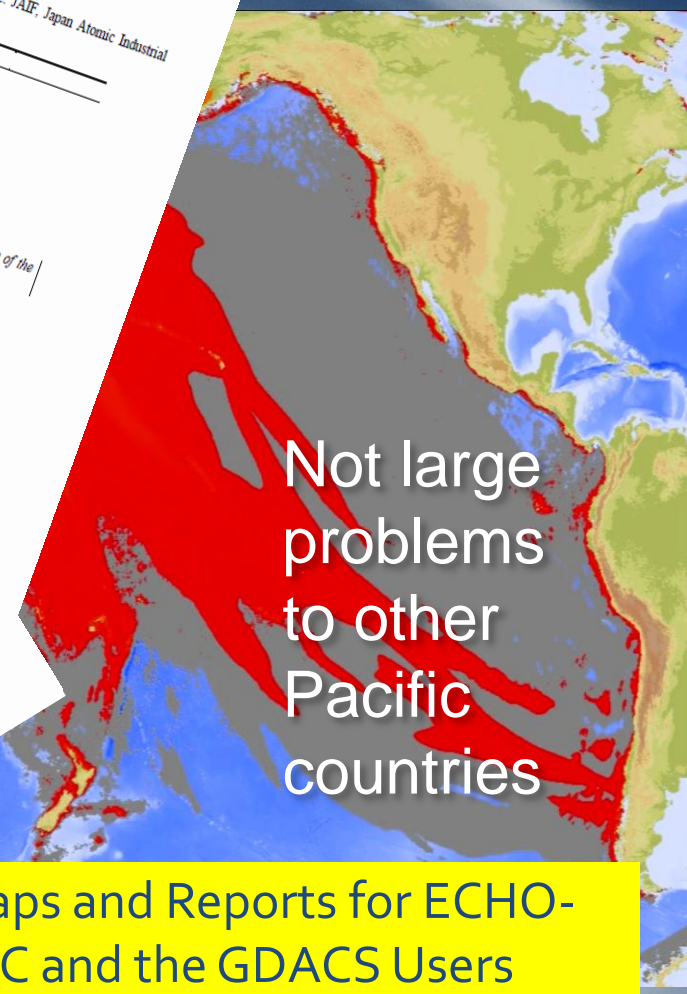 JAIF, Japan Atomic Industrial
of the
Not large
problems
to other
Pacific
countries
aps and Reports for ECHO-
C and the GDACS Users